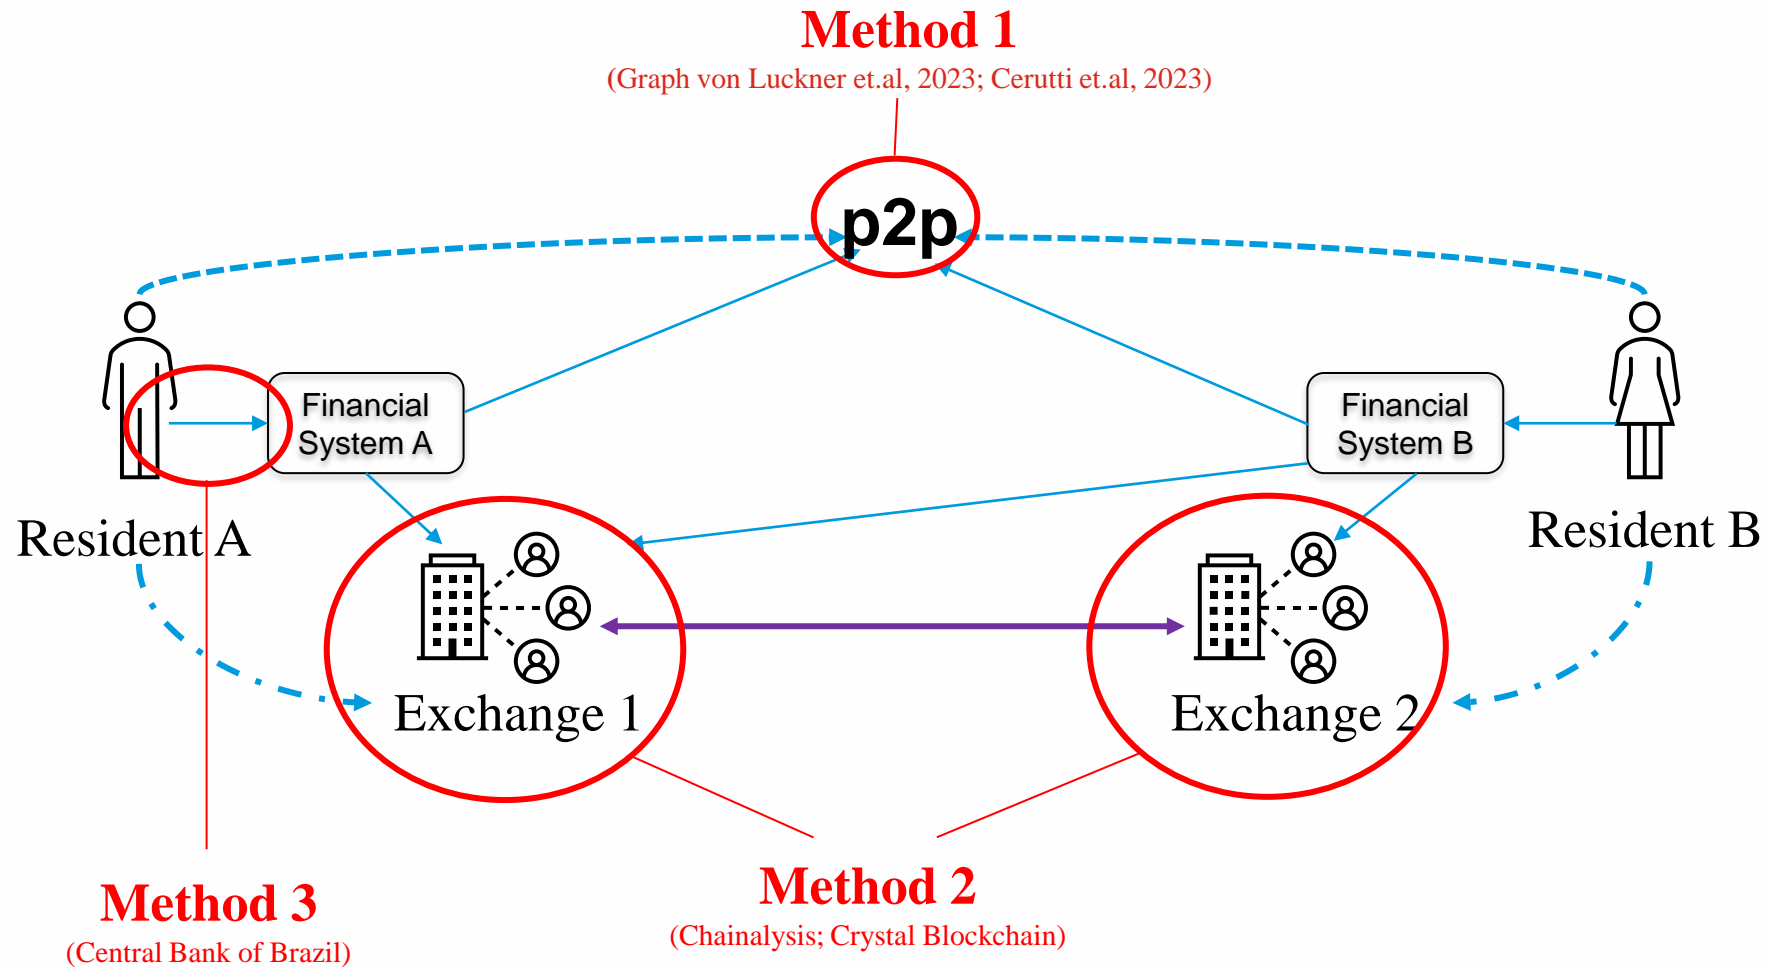 Method 1
(Graph von Luckner et.al, 2023; Cerutti et.al, 2023)
p2p
Financial
System A
Financial
System B
Resident A
Resident B
Exchange 1
Exchange 2
Method 3
(Central Bank of Brazil)
Method 2
(Chainalysis; Crystal Blockchain)